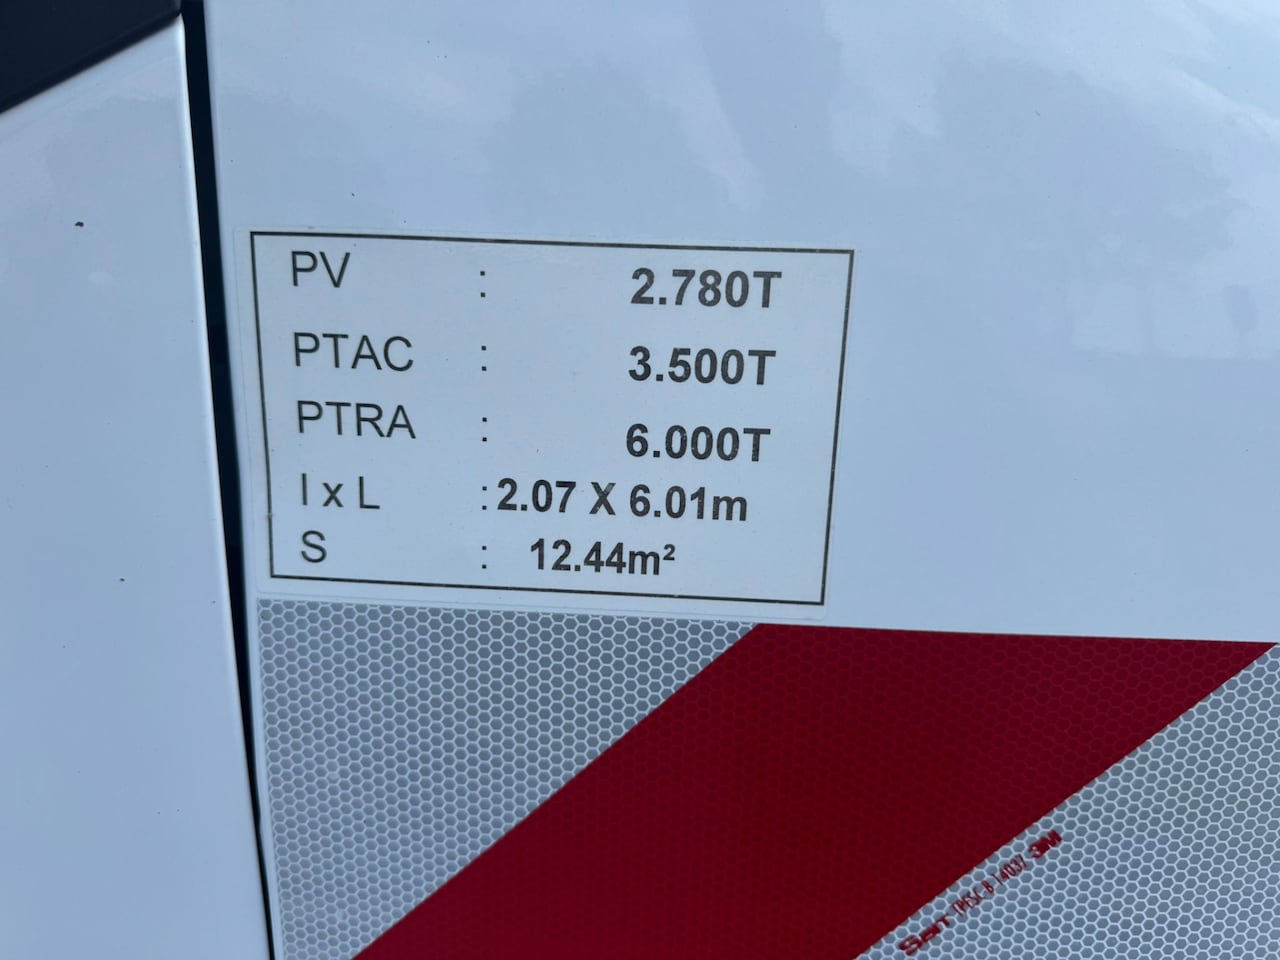 PV : 2.780T
PTAC : 3.500T
PTRA : 6.000T
l x L : 2.07 X 6.01m
S : 12.44m²